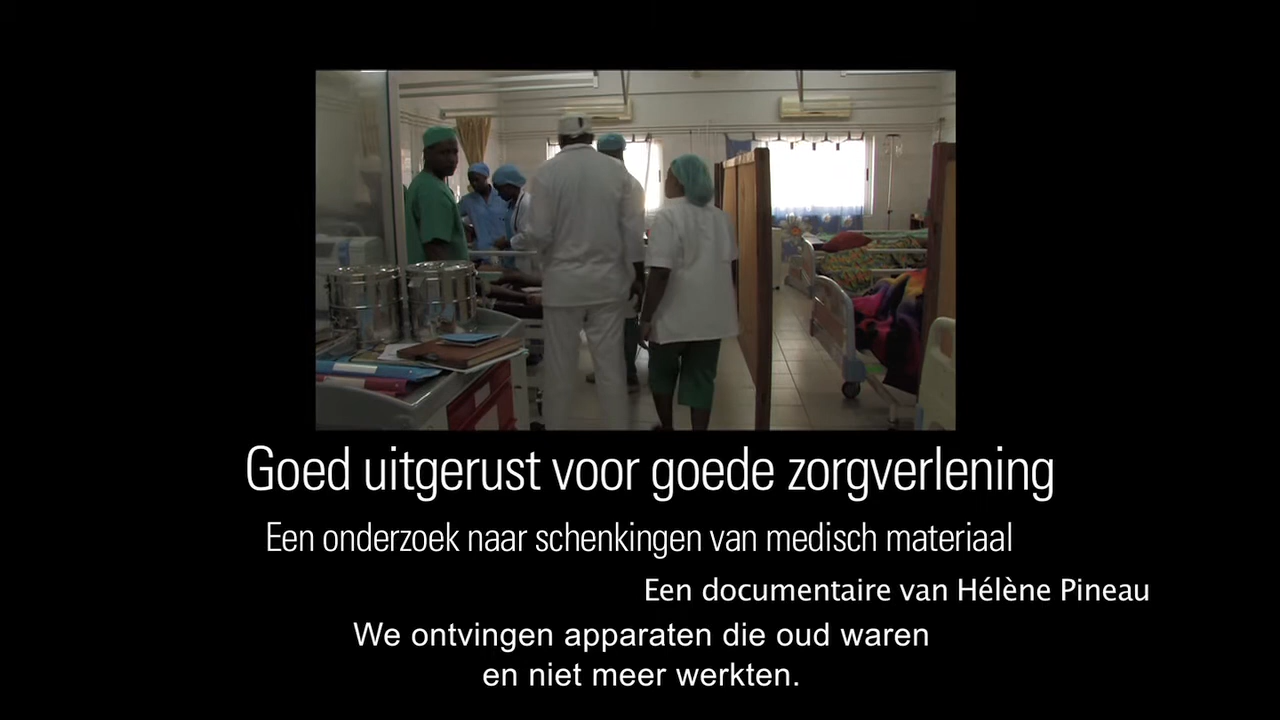 Goed uitgerust voor goede zorgverlening
Een onderzoek naar schenkingen van medisch materiaal
Een documentaire van Hélène Pineau
We ontvingen apparaten die oud waren
en niet meer werkten.